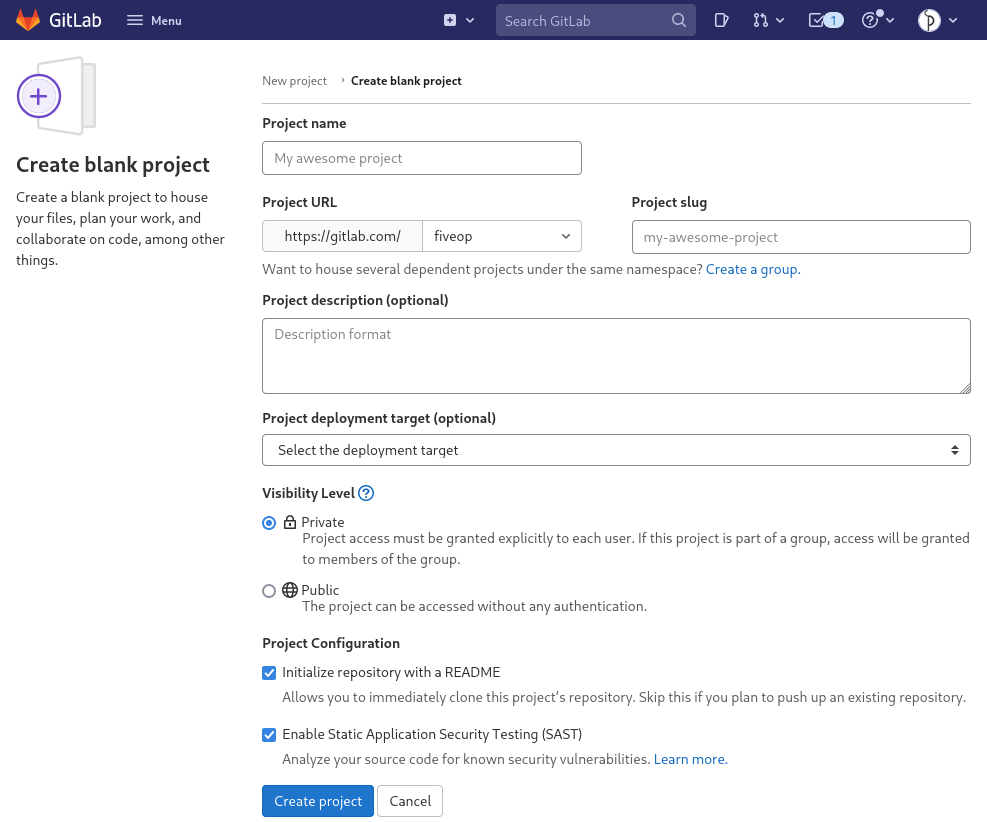 GitLab
Menu
Search GitLab
1
New project › Create blank project
Create blank project
Create a blank project to house
your files, plan your work, and
collaborate on code, among other
things.
Project name
My awesome project
Project URL
Project slug
https://gitlab.com/
fiveop
my-awesome-project
Want to house several dependent projects under the same namespace? Create a group.
Project description (optional)
Description format
Project deployment target (optional)
Select the deployment target
Visibility Level
Private
Project access must be granted explicitly to each user. If this project is part of a group, access will be granted
to members of the group.
Public
The project can be accessed without any authentication.
Project Configuration
Initialize repository with a README
Allows you to immediately clone this project’s repository. Skip this if you plan to push up an existing repository.
Enable Static Application Security Testing (SAST)
Analyze your source code for known security vulnerabilities. Learn more.
Create project
Cancel